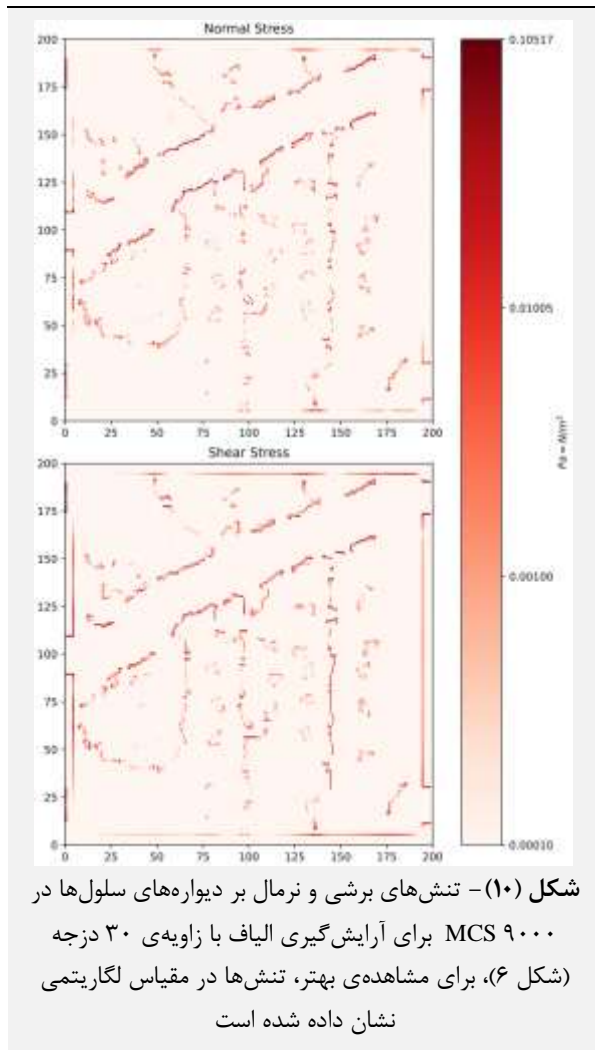 Normal Stress
200
175
150
125
100
75
50
25
0
0 25 50 75 100 125 150 175 200
Shear Stress
200
175
150
125
100
75
50
25
0
0 25 50 75 100 125 150 175 200
0.10517
0.01005
0.00100
0.00010
Pa = N/m²
شکل (۱۰)- تنش‌های برشی و نرمال بر دیواره‌های سلول‌ها در
۹۰۰۰ MCS برای آرایش‌گیری الیاف با زاویه‌ی ۳۰ دزجه
(شکل ۶)، برای مشاهده‌ی بهتر، تنش‌ها در مقیاس لگاریتمی
نشان داده شده است